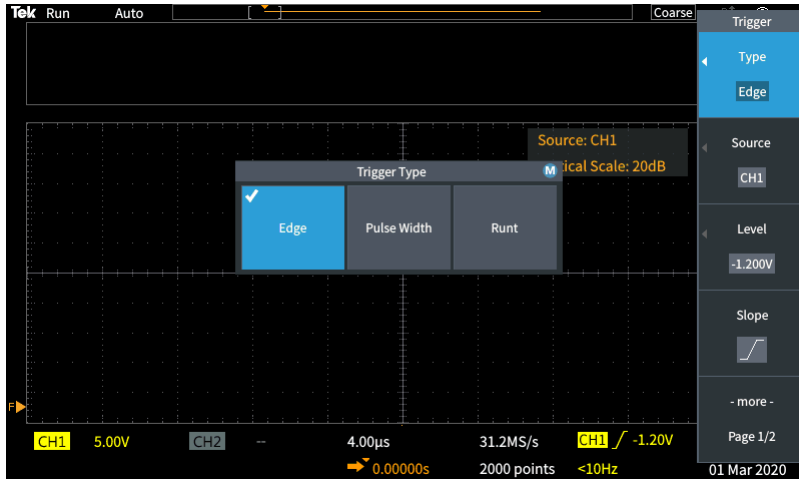 Tek Run Auto [ ] Coarse
Trigger
Type
Edge
Source: CH1
Source
CH1
ical Scale: 20dB
Trigger Type M
Edge Pulse Width Runt
Level
-1.200V
Slope
- more -
Page 1/2
F
CH1 5.00V CH2 -- 4.00µs 31.2MS/s CH1 -1.20V
0.00000s 2000 points <10Hz 01 Mar 2020